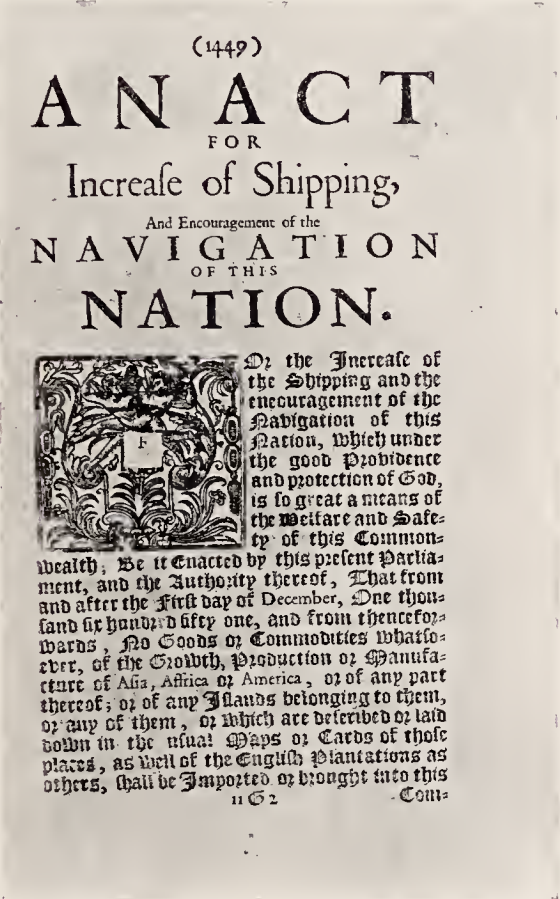 (1449)
AN ACT
FOR
Increaſe of Shipping,
And Encouragement of the
NAVIGATION
OF THIS
NATION.
FOr the Increaſe of
the Shipping and the
encouragement of the
Navigation of this
Nation, which under
the good Providence
and protection of God,
is ſo great a means of
the Welfare and Safe-
ty of this Common-
wealth; Be it Enacted by this preſent Parlia-
ment, and the Authority thereof, That from
and after the Firſt day of December, One thou-
ſand ſix hundred fifty one, and from thencefor-
wards, No Goods or Commodities whatſo-
ever, of the Growth, Production or Manufa-
cture of Aſia, Affrica or America, or of any part
thereof; or of any Iſlands belonging to them,
or any of them, or which are deſcribed or laid
down in the uſual Maps or Cards of thoſe
places, as well of the Engliſh Plantations as
others, ſhall be Imported or brought into this
11 G 2
Com-